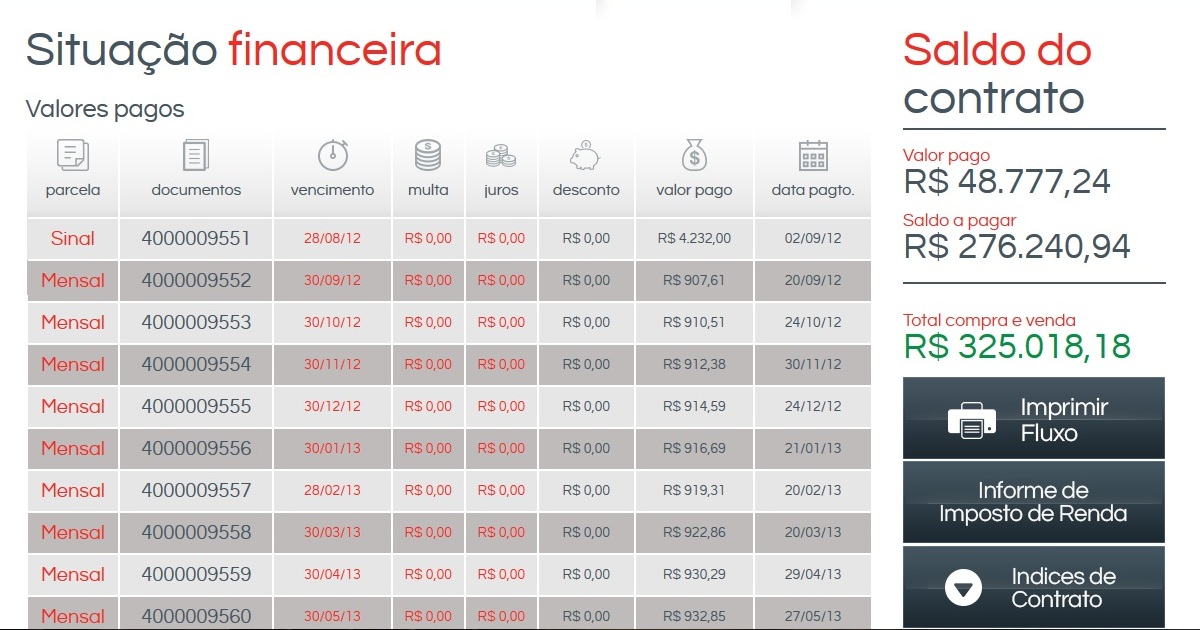 Situação financeira
Valores pagos
parcela documentos vencimento multa juros desconto valor pago data pagto.
Sinal 4000009551 28/08/12 R$ 0,00 R$ 0,00 R$ 0,00 R$ 4.232,00 02/09/12
Mensal 4000009552 30/09/12 R$ 0,00 R$ 0,00 R$ 0,00 R$ 907,61 20/09/12
Mensal 4000009553 30/10/12 R$ 0,00 R$ 0,00 R$ 0,00 R$ 910,51 24/10/12
Mensal 4000009554 30/11/12 R$ 0,00 R$ 0,00 R$ 0,00 R$ 912,38 30/11/12
Mensal 4000009555 30/12/12 R$ 0,00 R$ 0,00 R$ 0,00 R$ 914,59 24/12/12
Mensal 4000009556 30/01/13 R$ 0,00 R$ 0,00 R$ 0,00 R$ 916,69 21/01/13
Mensal 4000009557 28/02/13 R$ 0,00 R$ 0,00 R$ 0,00 R$ 919,31 20/02/13
Mensal 4000009558 30/03/13 R$ 0,00 R$ 0,00 R$ 0,00 R$ 922,86 20/03/13
Mensal 4000009559 30/04/13 R$ 0,00 R$ 0,00 R$ 0,00 R$ 930,29 29/04/13
Mensal 4000009560 30/05/13 R$ 0,00 R$ 0,00 R$ 0,00 R$ 932,85 27/05/13
Saldo do
contrato
Valor pago
R$ 48.777,24
Saldo a pagar
R$ 276.240,94
Total compra e venda
R$ 325.018,18
Imprimir
Fluxo
Informe de
Imposto de Renda
Indices de
Contrato